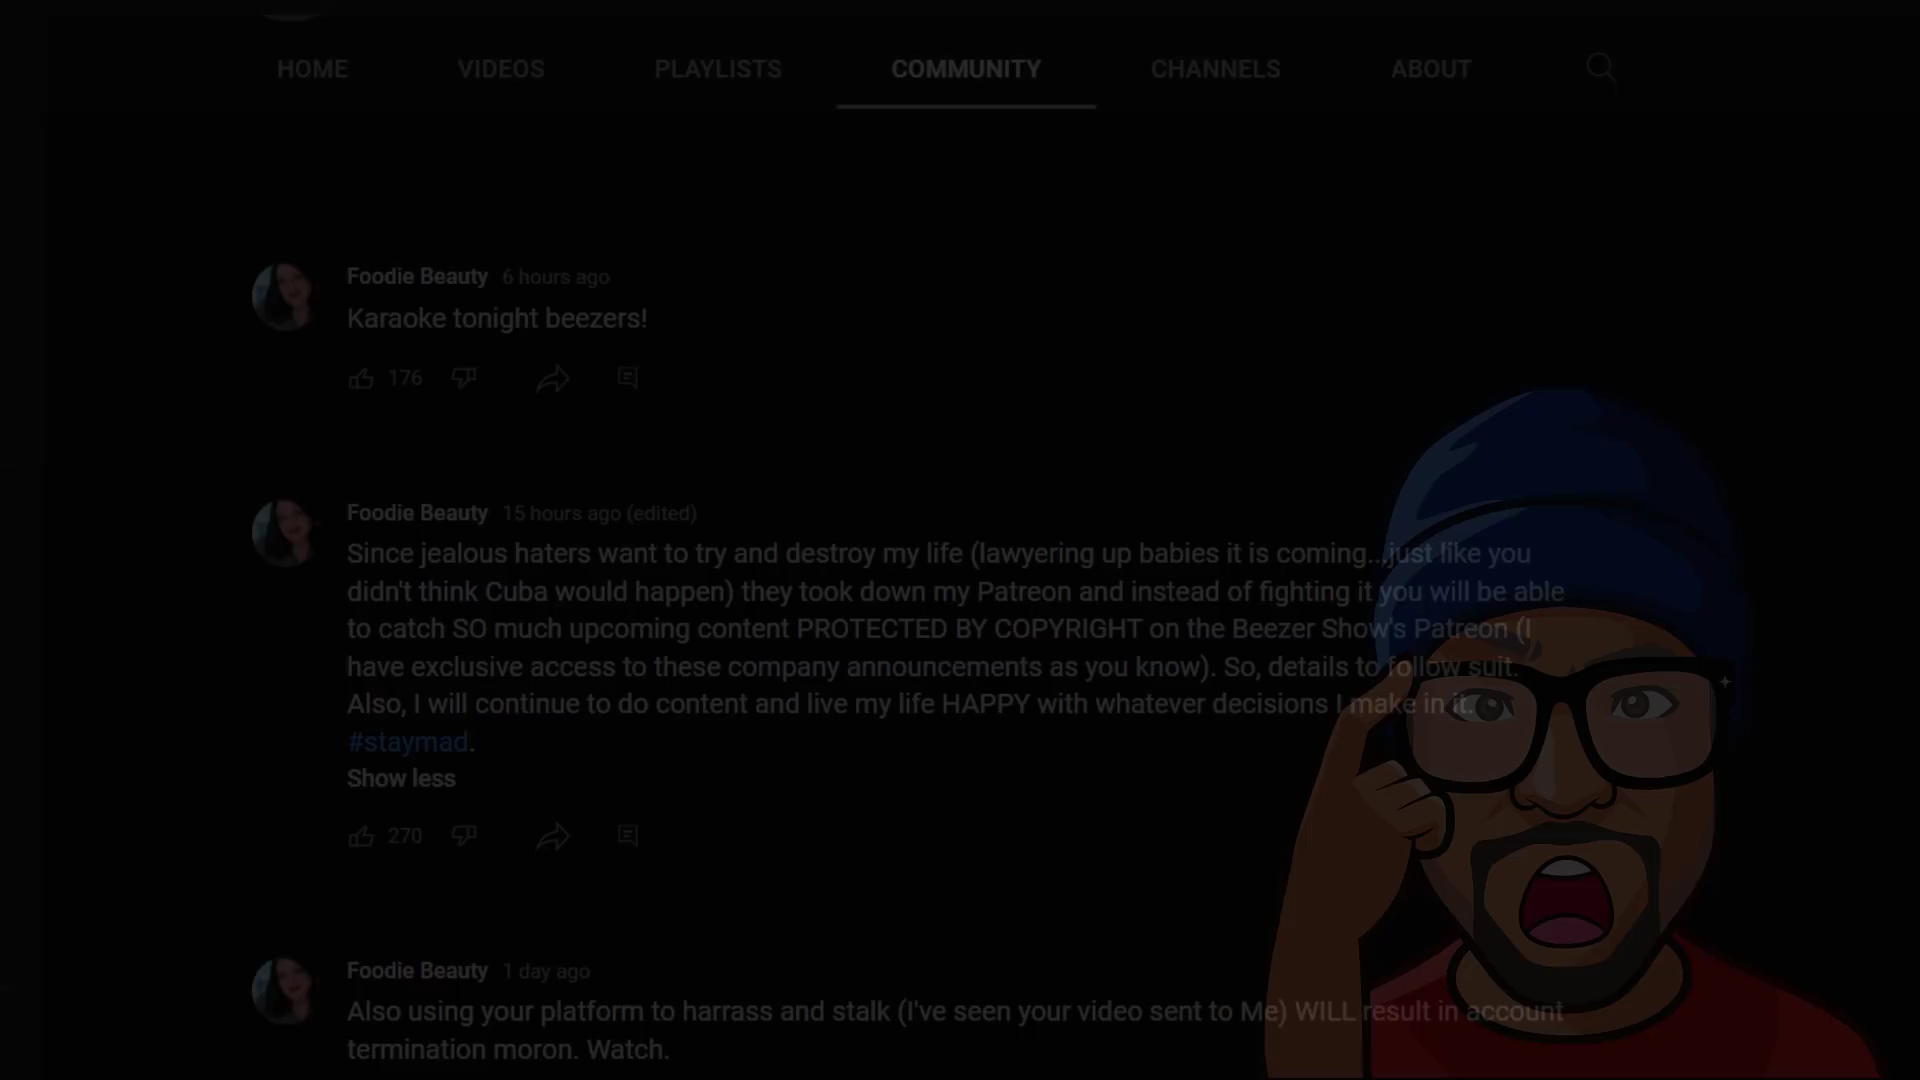 HOME VIDEOS PLAYLISTS COMMUNITY CHANNELS ABOUT
Foodie Beauty 6 hours ago
Karaoke tonight beezers!
176
Foodie Beauty 15 hours ago (edited)
Since jealous haters want to try and destroy my life (lawyering up babies it is coming...just like you
didn't think Cuba would happen) they took down my Patreon and instead of fighting it you will be able
to catch SO much upcoming content PROTECTED BY COPYRIGHT on the Beezer Show's Patreon (I
have exclusive access to these company announcements as you know). So, details to follow suit.
Also, I will continue to do content and live my life HAPPY with whatever decisions I make in it.
#staymad.
Show less
270
Foodie Beauty 1 day ago
Also using your platform to harrass and stalk (I've seen your video sent to Me) WILL result in account
termination moron. Watch.